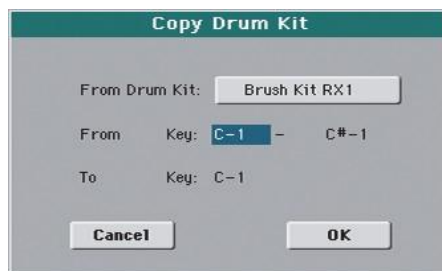 Copy Drum Kit
From Drum Kit: Brush Kit RX1
From Key: C-1 - C#-1
To Key: C-1
Cancel OK